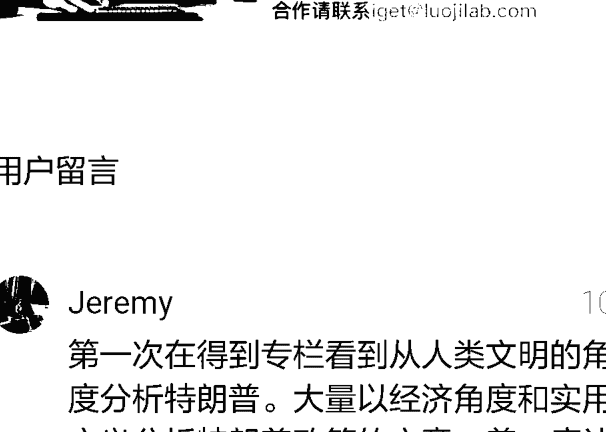 合作请联系iget@luojilab.com
用户留言
Jeremy
10
第一次在得到专栏看到从人类文明的角
度分析特朗普。大量以经济角度和实用